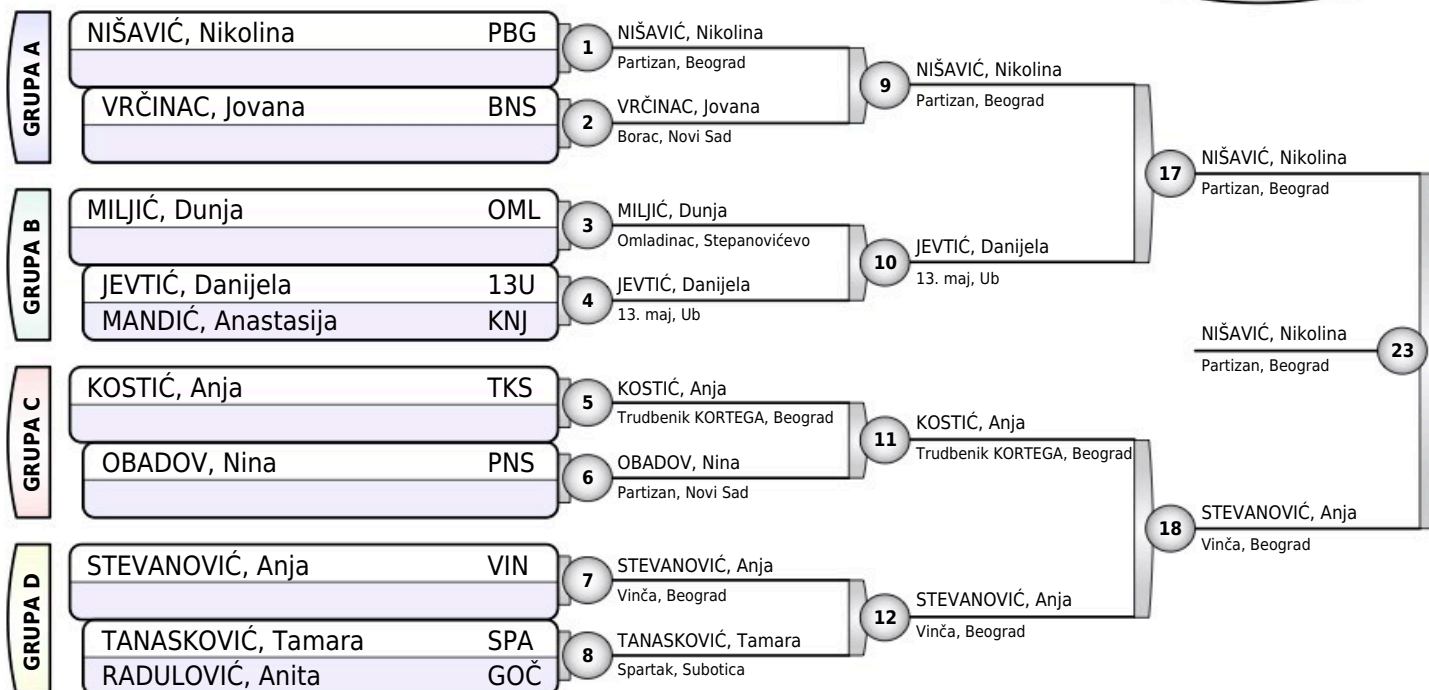 GRUPA A
NIŠAVIĆ, Nikolina PBG
VRČINAC, Jovana BNS
GRUPA B
MILJIĆ, Dunja OML
JEVTIĆ, Danijela 13U
MANDIĆ, Anastasija KNJ
GRUPA C
KOSTIĆ, Anja TKS
OBADOV, Nina PNS
GRUPA D
STEVANOVIĆ, Anja VIN
TANASKOVIĆ, Tamara SPA
RADULOVIĆ, Anita GOČ
1
NIŠAVIĆ, Nikolina
Partizan, Beograd
2
VRČINAC, Jovana
Borac, Novi Sad
3
MILJIĆ, Dunja
Omladinac, Stepanovićevo
4
JEVTIĆ, Danijela
13. maj, Ub
5
KOSTIĆ, Anja
Trudbenik KORTEGA, Beograd
6
OBADOV, Nina
Partizan, Novi Sad
7
STEVANOVIĆ, Anja
Vinča, Beograd
8
TANASKOVIĆ, Tamara
Spartak, Subotica
9
NIŠAVIĆ, Nikolina
Partizan, Beograd
10
JEVTIĆ, Danijela
13. maj, Ub
11
KOSTIĆ, Anja
Trudbenik KORTEGA, Beograd
12
STEVANOVIĆ, Anja
Vinča, Beograd
17
NIŠAVIĆ, Nikolina
Partizan, Beograd
18
STEVANOVIĆ, Anja
Vinča, Beograd
NIŠAVIĆ, Nikolina
Partizan, Beograd
23